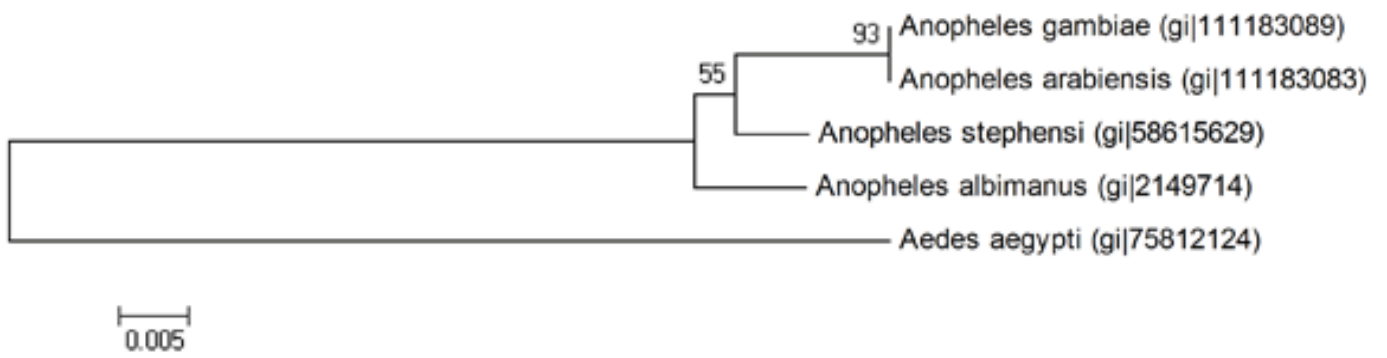 93
Anopheles gambiae (gi|111183089)
55
Anopheles arabiensis (gi|111183083)
Anopheles stephensi (gi|58615629)
Anopheles albimanus (gi|2149714)
Aedes aegypti (gi|75812124)
0.005